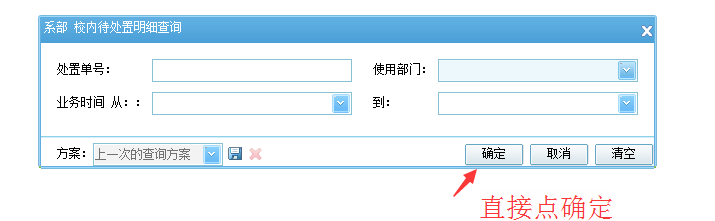 系部 校内待处置明细查询
处置单号： 使用部门：
业务时间 从：： 到：
方案： 上一次的查询方案 确定 取消 清空
直接点确定